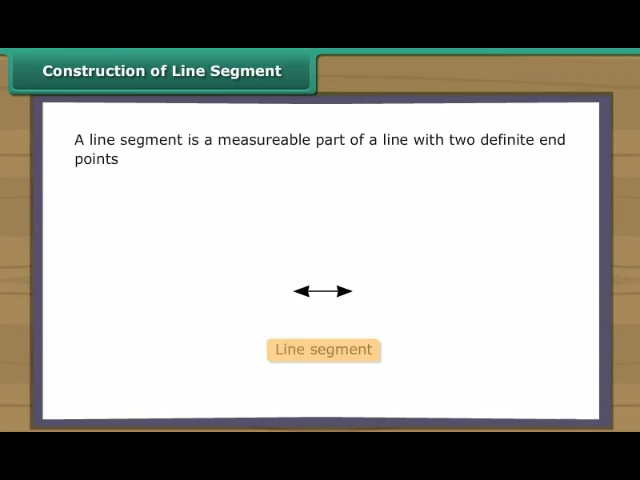 Construction of Line Segment
A line segment is a measureable part of a line with two definite end
points
Line segment